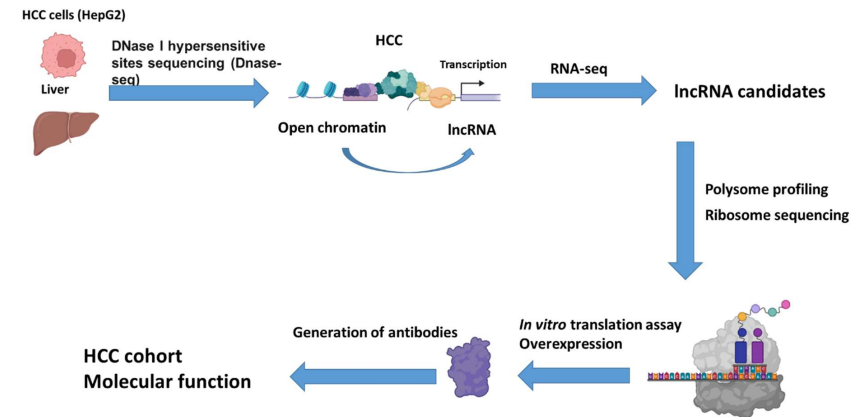 HCC cells (HepG2)
Liver
DNase I hypersensitive
sites sequencing (Dnase-
seq)
HCC
Transcription
Open chromatin
lncRNA
RNA-seq
lncRNA candidates
Polysome profiling
Ribosome sequencing
In vitro translation assay
Overexpression
Generation of antibodies
HCC cohort
Molecular function